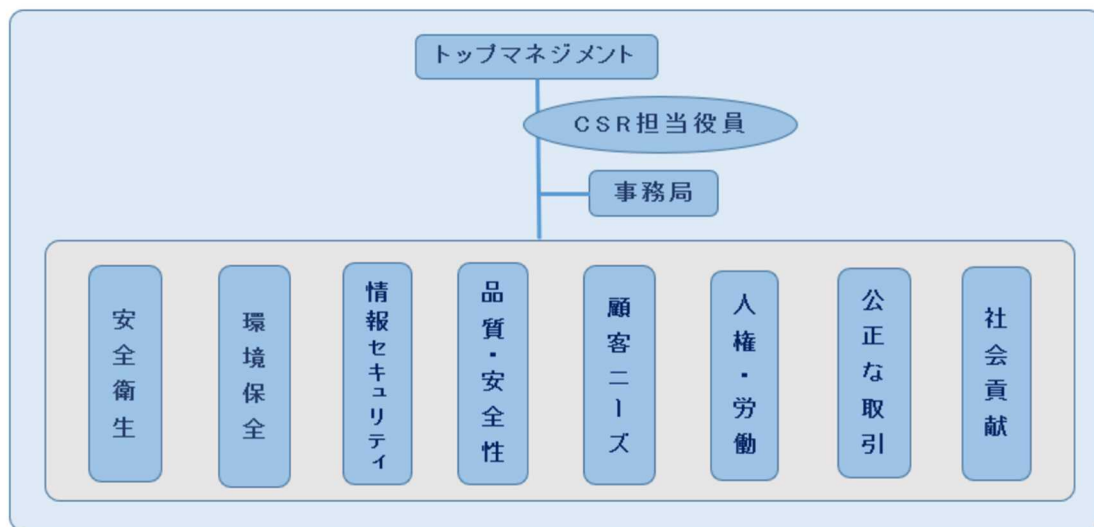 トップマネジメント
CSR担当役員
事務局
安全衛生
環境保全
情報セキュリティ
品質・安全性
顧客ニーズ
人権・労働
公正な取引
社会貢献